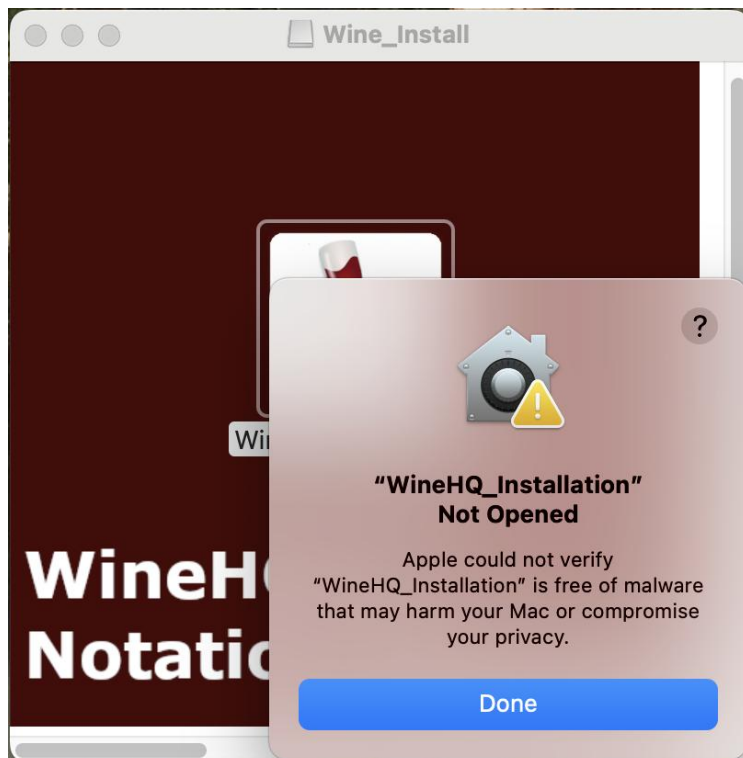 Wine_Install
?
“WineHQ_Installation”
Not Opened
Apple could not verify
“WineHQ_Installation” is free of malware
that may harm your Mac or compromise
your privacy.
Done